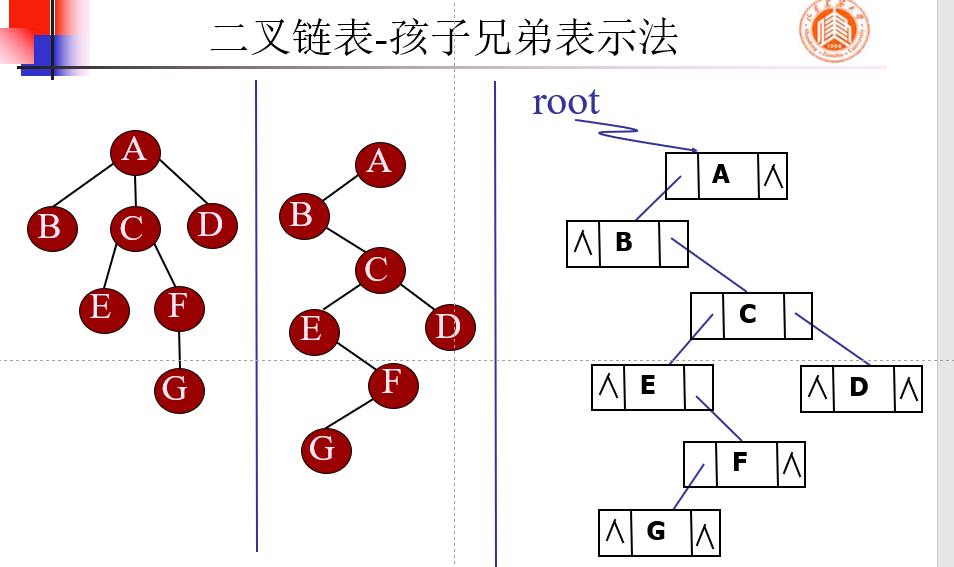 二叉链表-孩子兄弟表示法
A
B C D
E F
G
A
B
C
E D
F
G
root
A ∧
∧ B
C
∧ E
∧ D ∧
F ∧
∧ G ∧